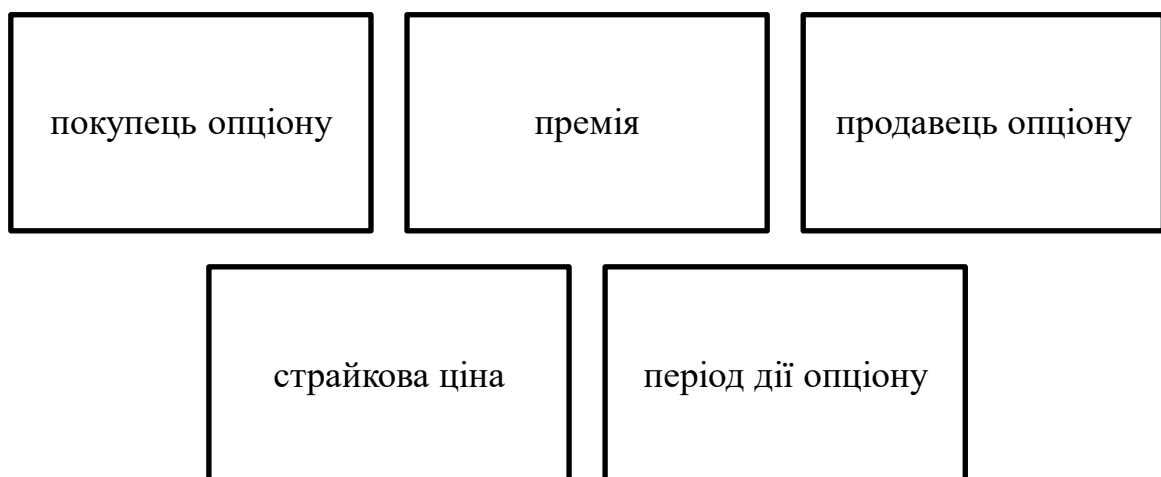 покупець опціону
премія
продавець опціону
страйкова ціна
період дії опціону